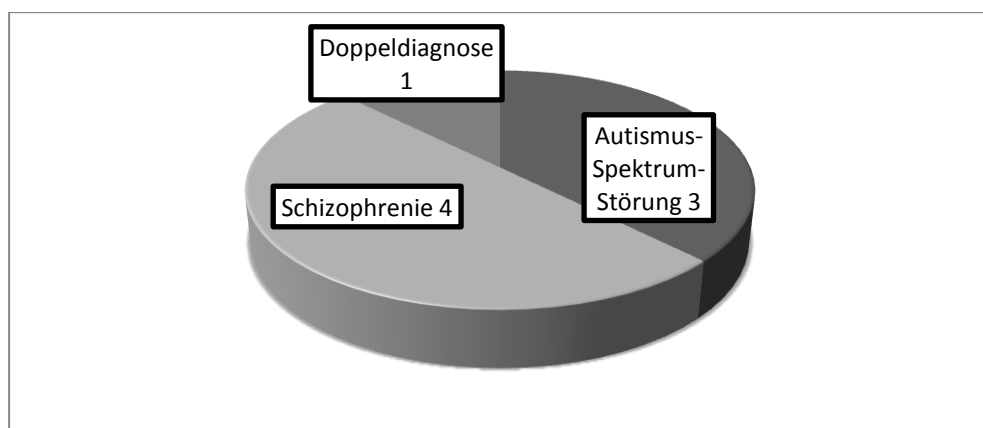 Doppeldiagnose
1
Autismus-
Spektrum-
Störung 3
Schizophrenie 4